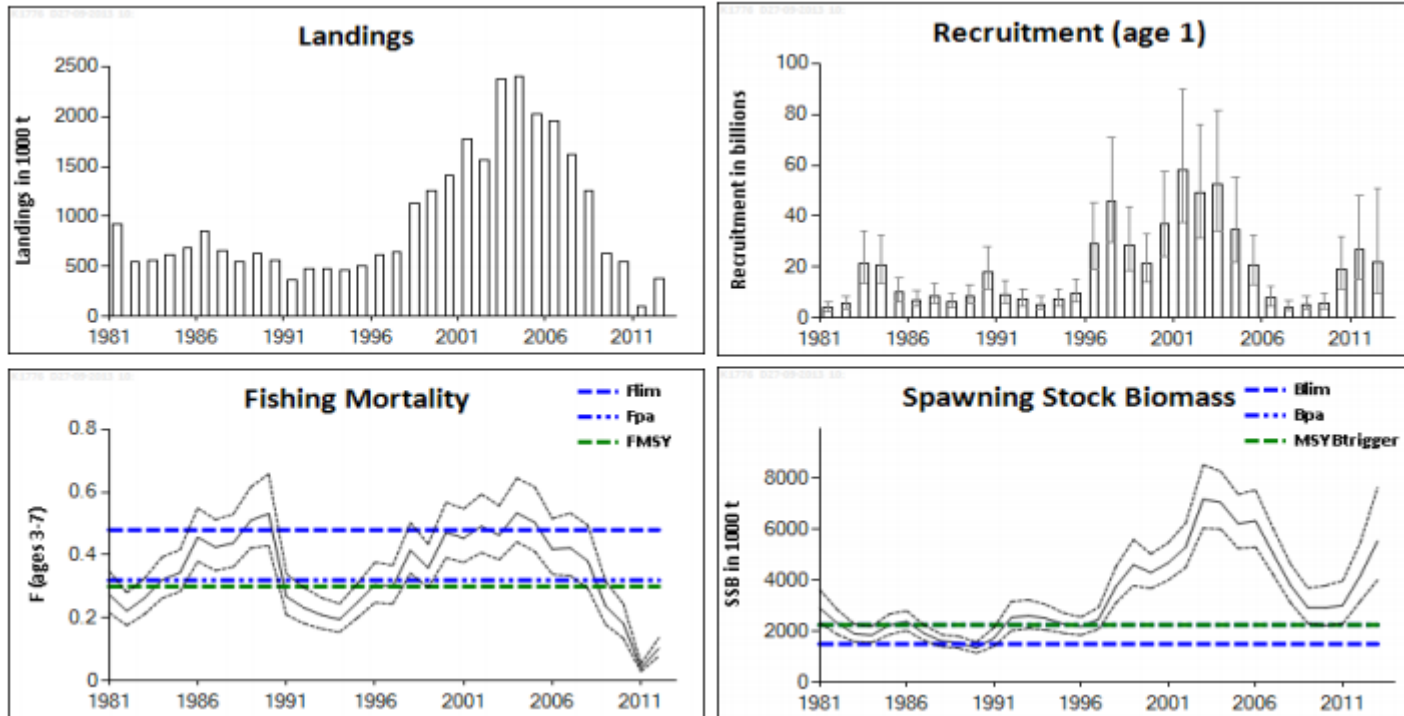 Landings
2500
2000
1500
1000
500
0
Landings in 1000 t
1981 1986 1991 1996 2001 2006 2011
Recruitment (age 1)
100
80
60
40
20
0
Recruitment in billions
1981 1986 1991 1996 2001 2006 2011
Fishing Mortality
Flim
Fpa
FMSY
0.8
0.6
0.4
0.2
0
F (ages 3-7)
1981 1986 1991 1996 2001 2006 2011
Spawning Stock Biomass
Blim
Bpa
MSYBtrigger
8000
6000
4000
2000
0
SSB in 1000 t
1981 1986 1991 1996 2001 2006 2011